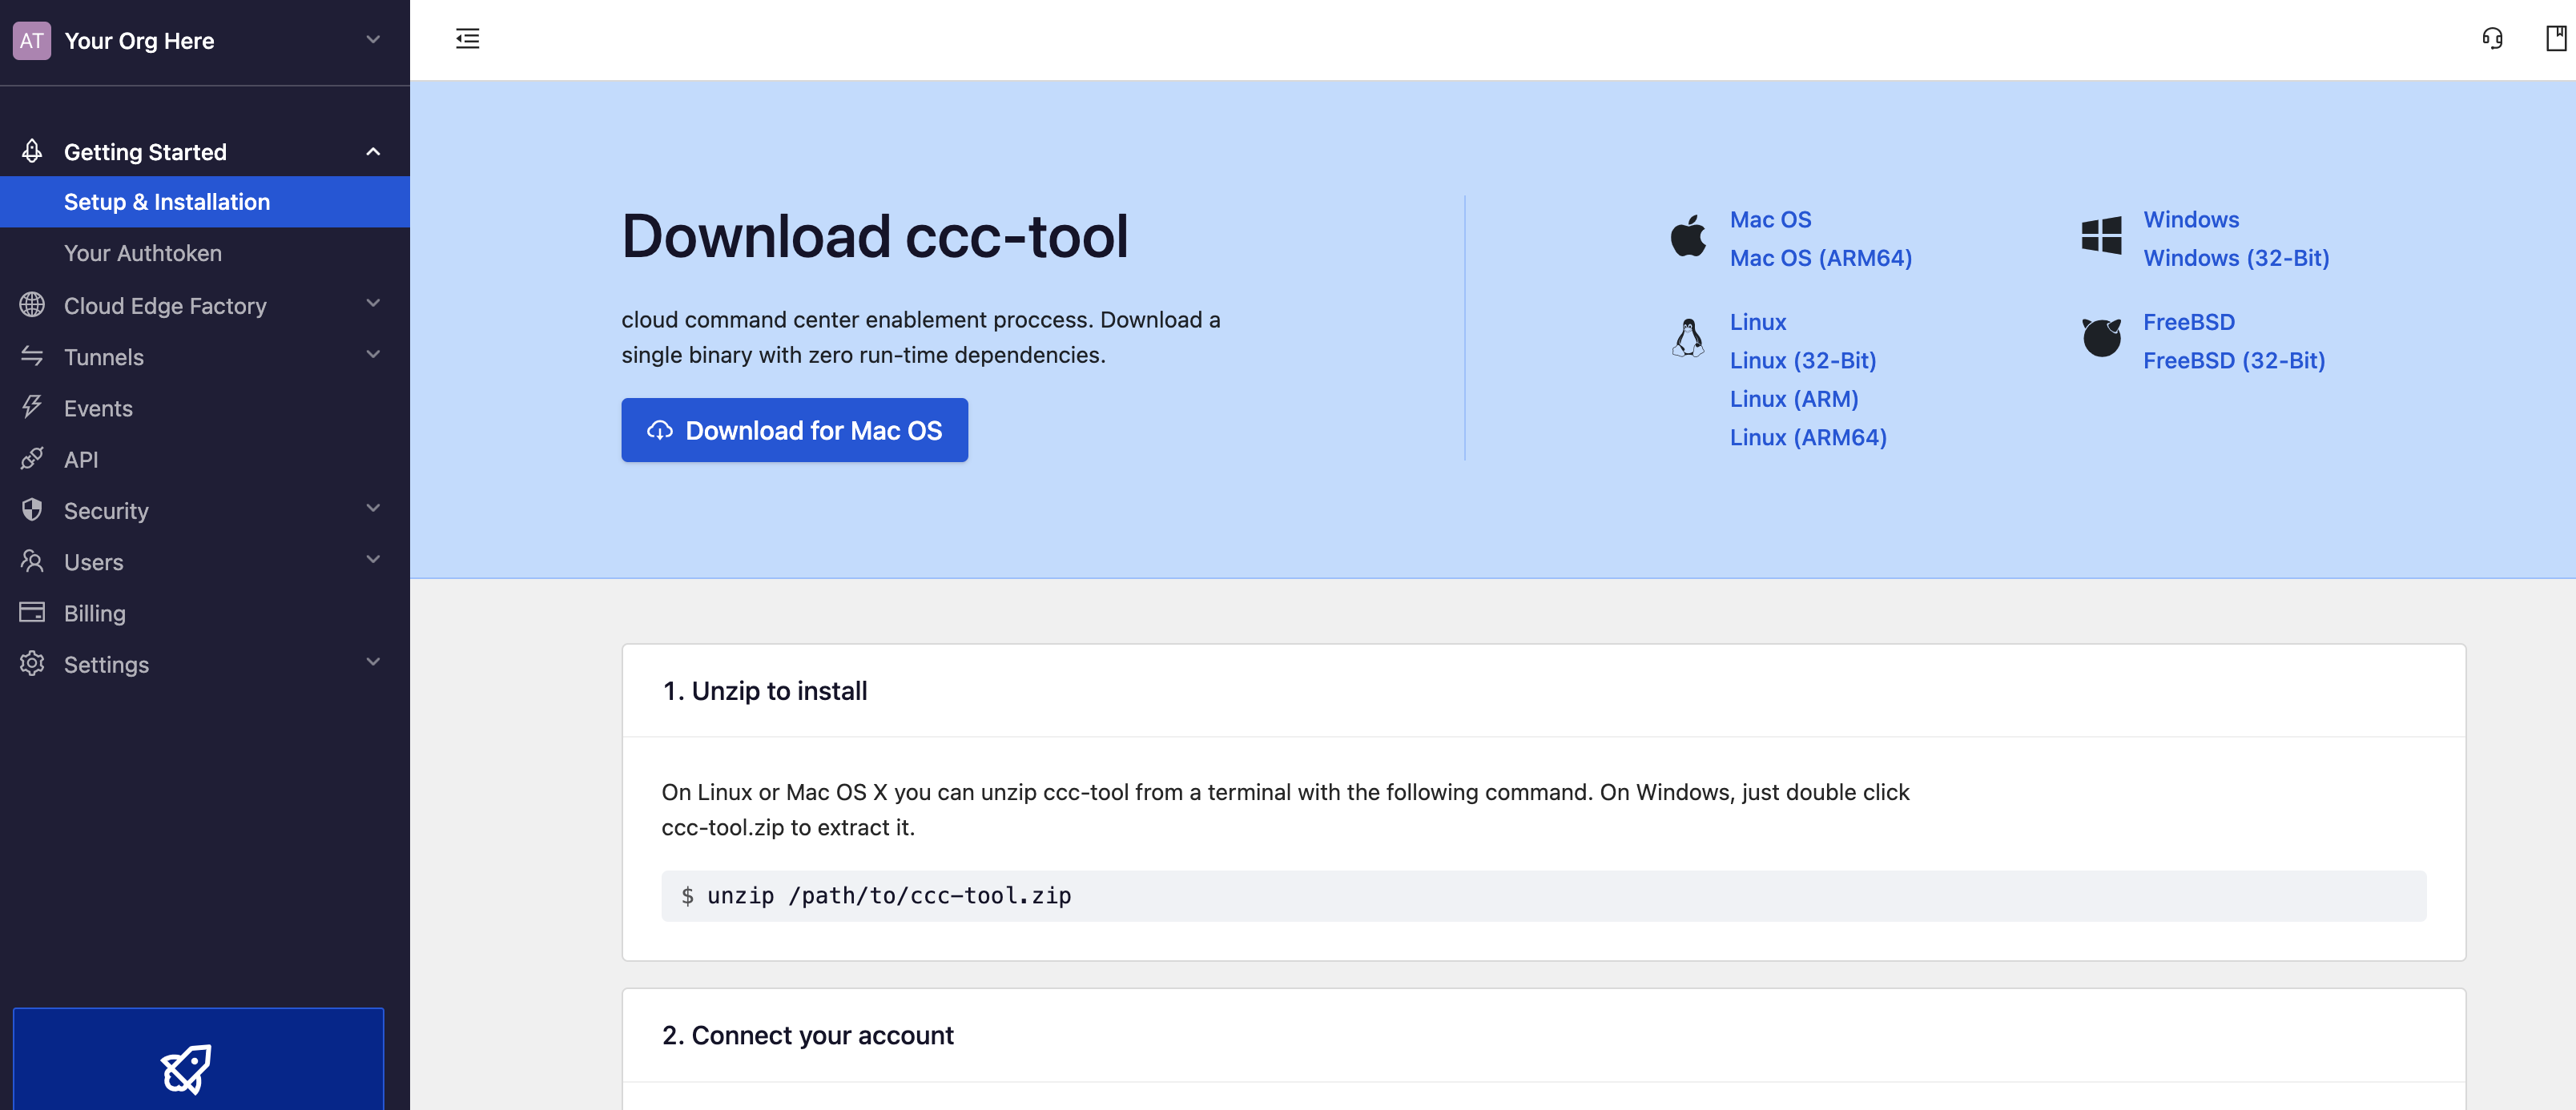 AT Your Org Here
Getting Started
Setup & Installation
Your Authtoken
Cloud Edge Factory
Tunnels
Events
API
Security
Users
Billing
Settings
Download ccc-tool
cloud command center enablement proccess. Download a
single binary with zero run-time dependencies.
Download for Mac OS
Mac OS
Mac OS (ARM64)
Linux
Linux (32-Bit)
Linux (ARM)
Linux (ARM64)
Windows
Windows (32-Bit)
FreeBSD
FreeBSD (32-Bit)
1. Unzip to install
On Linux or Mac OS X you can unzip ccc-tool from a terminal with the following command. On Windows, just double click
ccc-tool.zip to extract it.
$ unzip /path/to/ccc-tool.zip
2. Connect your account